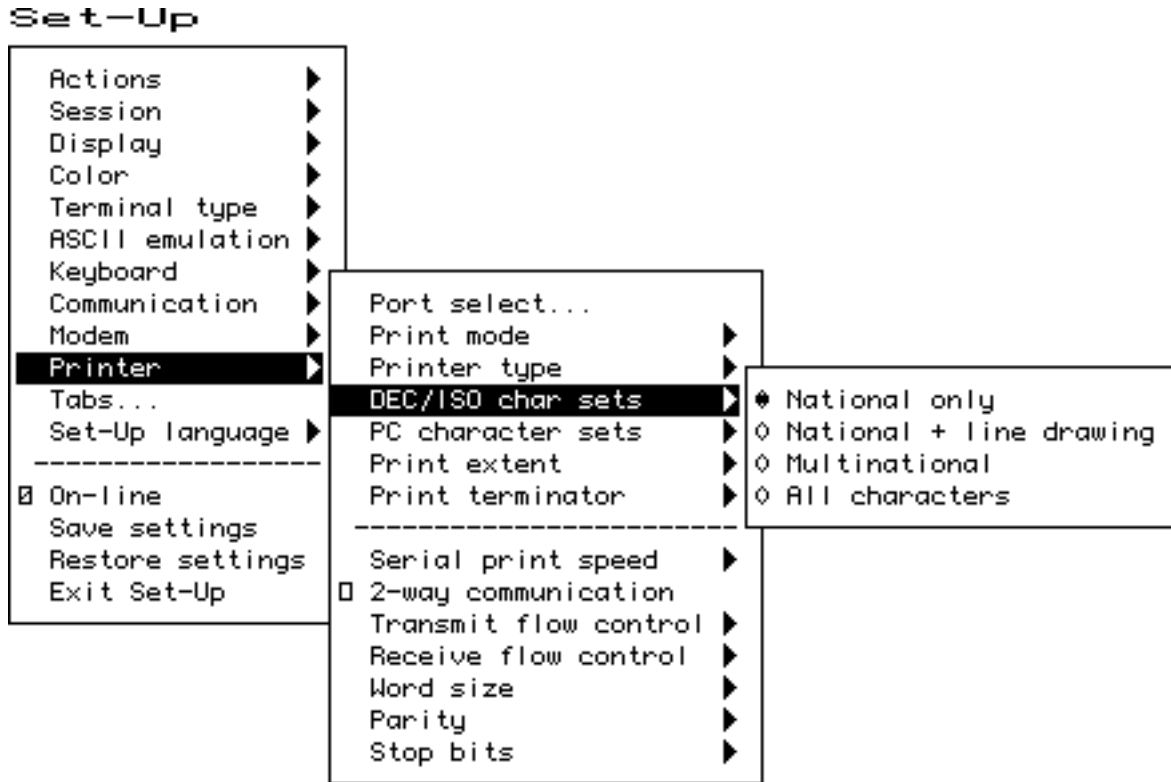 Set-Up
Actions
Session
Display
Color
Terminal type
ASCII emulation
Keyboard
Communication
Modem
Printer
Tabs...
Set-Up language
On-line
Save settings
Restore settings
Exit Set-Up
Port select...
Print mode
Printer type
DEC/ISO char sets
PC character sets
Print extent
Print terminator
Serial print speed
2-way communication
Transmit flow control
Receive flow control
Word size
Parity
Stop bits
National only
National + line drawing
Multinational
All characters